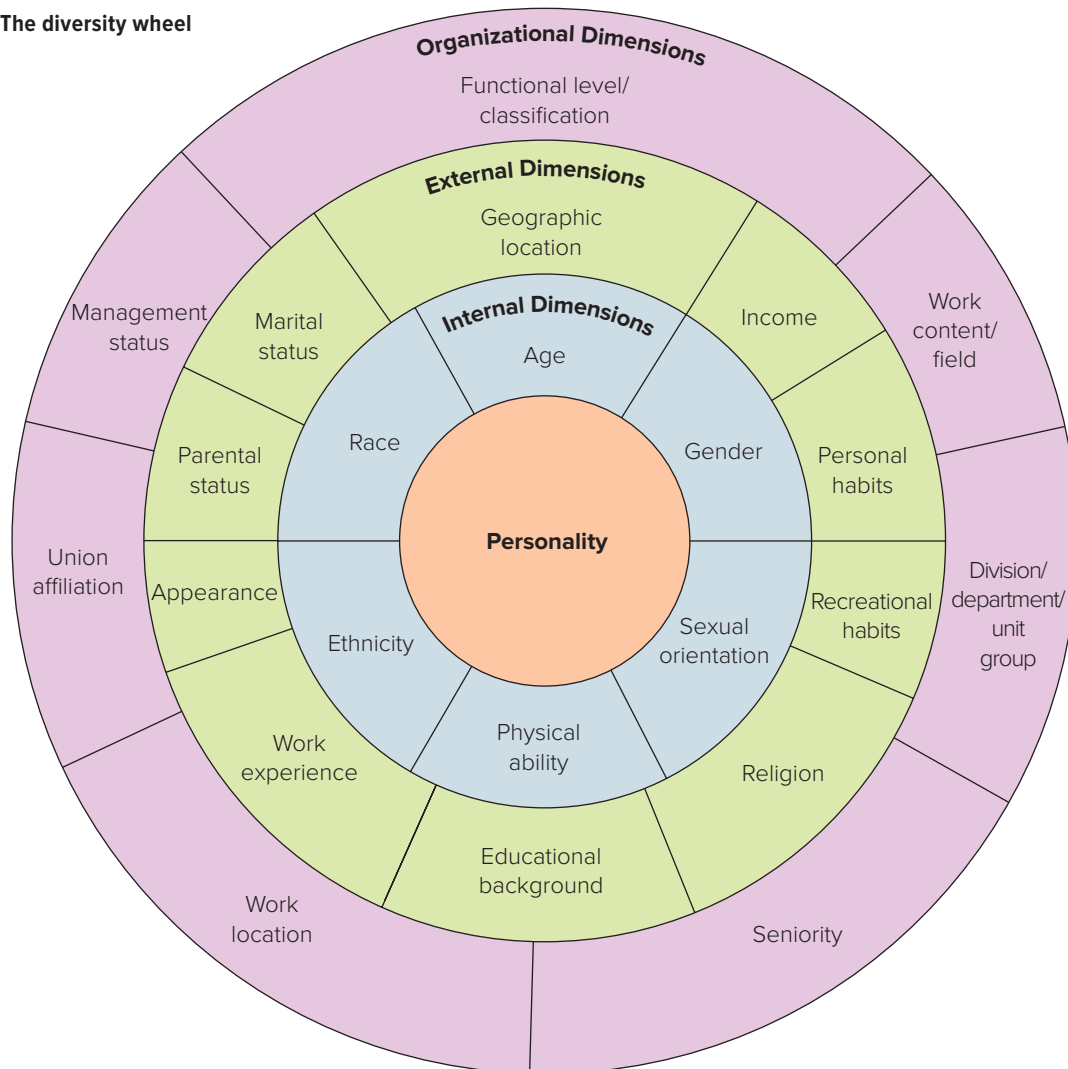 The diversity wheel
Organizational Dimensions
Functional level/
classification
Work
content/
field
Division/
department/
unit
group
Seniority
Work
location
Union
affiliation
Management
status
External Dimensions
Geographic
location
Income
Personal
habits
Recreational
habits
Religion
Educational
background
Work
experience
Appearance
Parental
status
Marital
status
Internal Dimensions
Age
Gender
Sexual
orientation
Physical
ability
Ethnicity
Race
Personality